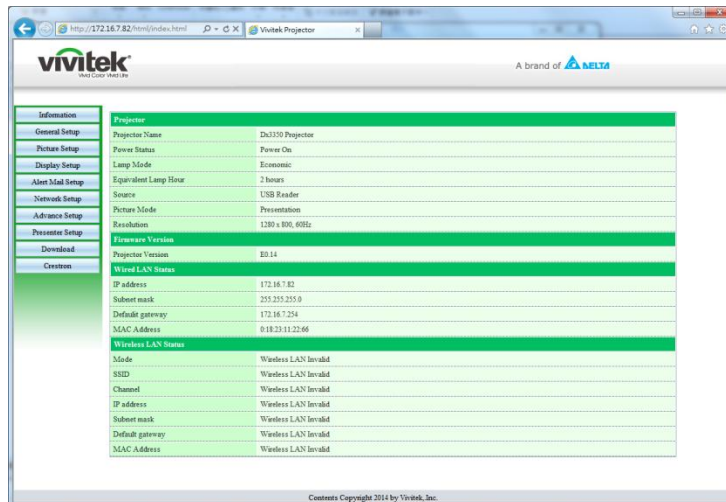 http://172.16.7.82/html/index.html
Vivitek Projector
vivitek
Vivid Color Vivid Life
A brand of DELTA
Information
General Setup
Picture Setup
Display Setup
Alert Mail Setup
Network Setup
Advance Setup
Presenter Setup
Download
Crestron
Projector
Projector Name Dx3350 Projector
Power Status Power On
Lamp Mode Economic
Equivalent Lamp Hour 2 hours
Source USB Reader
Picture Mode Presentation
Resolution 1280 x 800, 60Hz
Firmware Version
Projector Version E0.14
Wired LAN Status
IP address 172.16.7.82
Subnet mask 255.255.255.0
Default gateway 172.16.7.254
MAC Address 0:18:23:11:22:66
Wireless LAN Status
Mode Wireless LAN Invalid
SSID Wireless LAN Invalid
Channel Wireless LAN Invalid
IP address Wireless LAN Invalid
Subnet mask Wireless LAN Invalid
Default gateway Wireless LAN Invalid
MAC Address Wireless LAN Invalid
Contents Copyright 2014 by Vivitek, Inc.